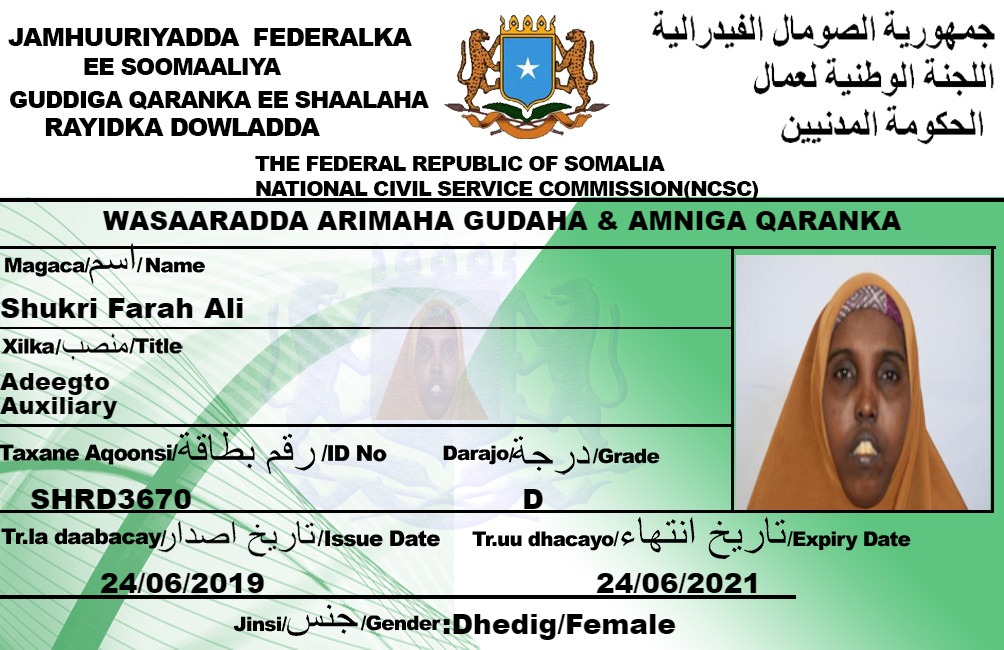 JAMHUURIYADDA FEDERALKA
EE SOOMAALIYA
GUDDIGA QARANKA EE SHAALAHA
RAYIDKA DOWLADDA
جمهورية الصومال الفيدرالية
اللجنة الوطنية لعمال
الحكومة المدنيين
THE FEDERAL REPUBLIC OF SOMALIA
NATIONAL CIVIL SERVICE COMMISSION(NCSC)
WASAARADDA ARIMAHA GUDAHA & AMNIGA QARANKA
Magaca/اسم/Name
Shukri Farah Ali
Xilka/منصب/Title
Adeegto
Auxiliary
Taxane Aqoonsi/رقم بطاقة/ID No
Darajo/درجة/Grade
SHRD3670
D
Tr.la daabacay/تاريخ اصدار/Issue Date
Tr.uu dhacayo/تاريخ انتهاء/Expiry Date
24/06/2019
24/06/2021
Jinsi/جنس/Gender:Dhedig/Female